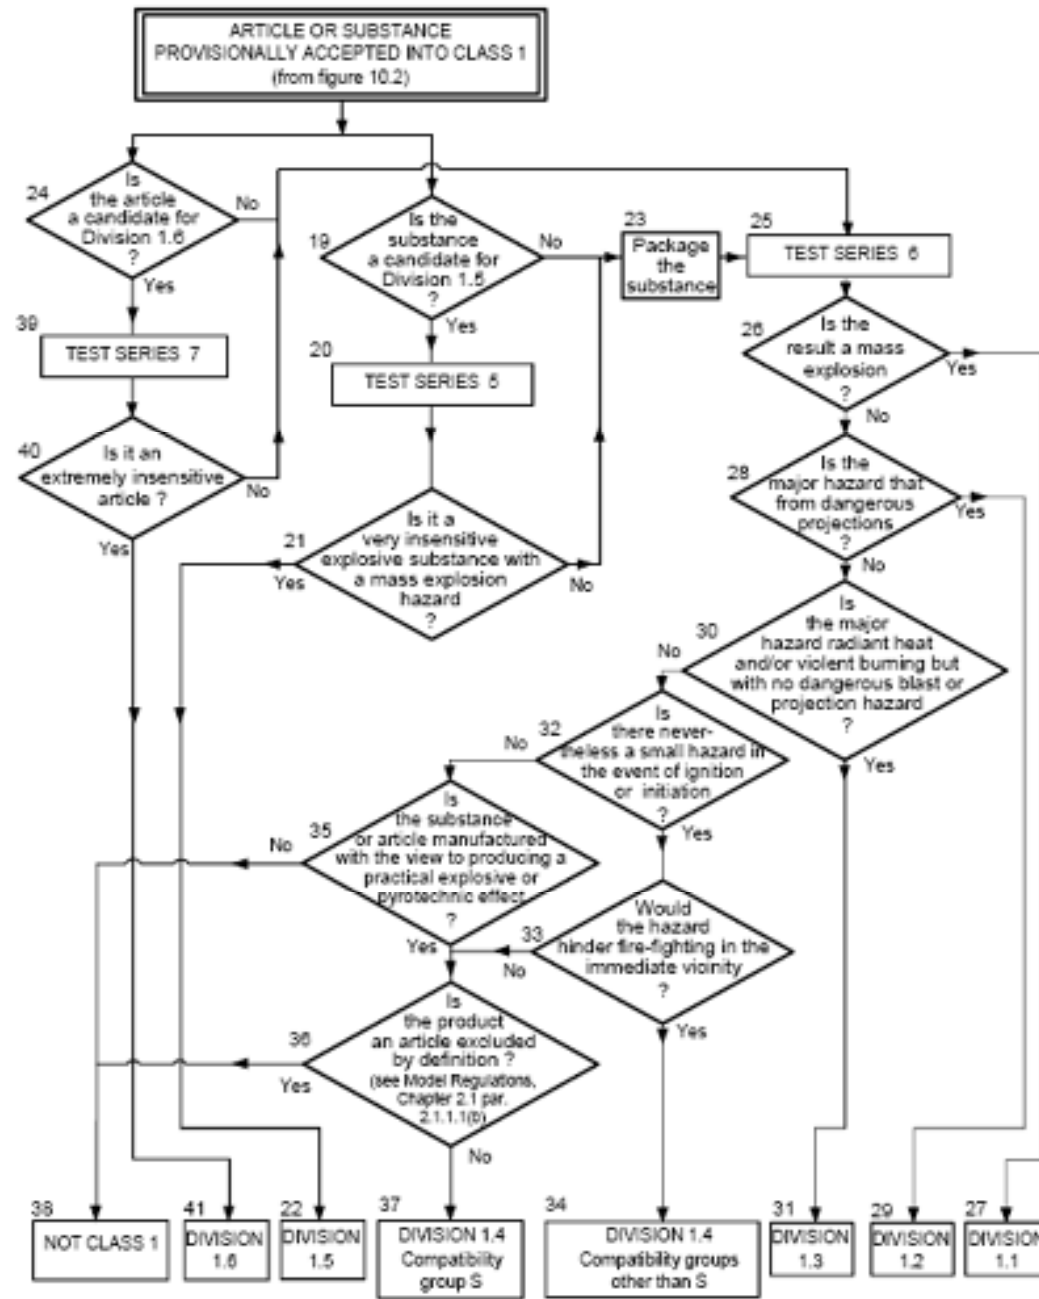 ARTICLE OR SUBSTANCE
PROVISIONALLY ACCEPTED INTO CLASS 1
(from figure 10.2)
24
Is
the article
a candidate for
Division 1.6
?
No
Yes
19
Is the
substance
a candidate for
Division 1.5
?
No
Yes
23
Package
the
substance
25
TEST SERIES 6
39
TEST SERIES 7
20
TEST SERIES 5
26
Is the
result a mass
explosion
?
Yes
No
40
Is it an
extremely insensitive
article ?
No
Yes
21
Is it a
very insensitive
explosive substance with
a mass explosion
hazard
?
Yes
No
28
Is the
major hazard that
from dangerous
projections
?
Yes
No
30
Is
the major
hazard radiant heat
and/or violent burning but
with no dangerous blast or
projection hazard
?
No
Yes
32
Is
there never-
theless a small hazard in
the event of ignition
or initiation
?
No
Yes
35
Is
the substance
or article manufactured
with the view to producing a
practical explosive or
pyrotechnic effect
?
No
Yes
33
Would
the hazard
hinder fire-fighting in the
immediate vicinity
?
No
Yes
36
Is
the product
an article excluded
by definition ?
(see Model Regulations,
Chapter 2.1 par.
2.1.1.1(b)
Yes
No
38
NOT CLASS 1
41
DIVISION
1.6
22
DIVISION
1.5
37
DIVISION 1.4
Compatibility
group S
34
DIVISION 1.4
Compatibility groups
other than S
31
DIVISION
1.3
29
DIVISION
1.2
27
DIVISION
1.1